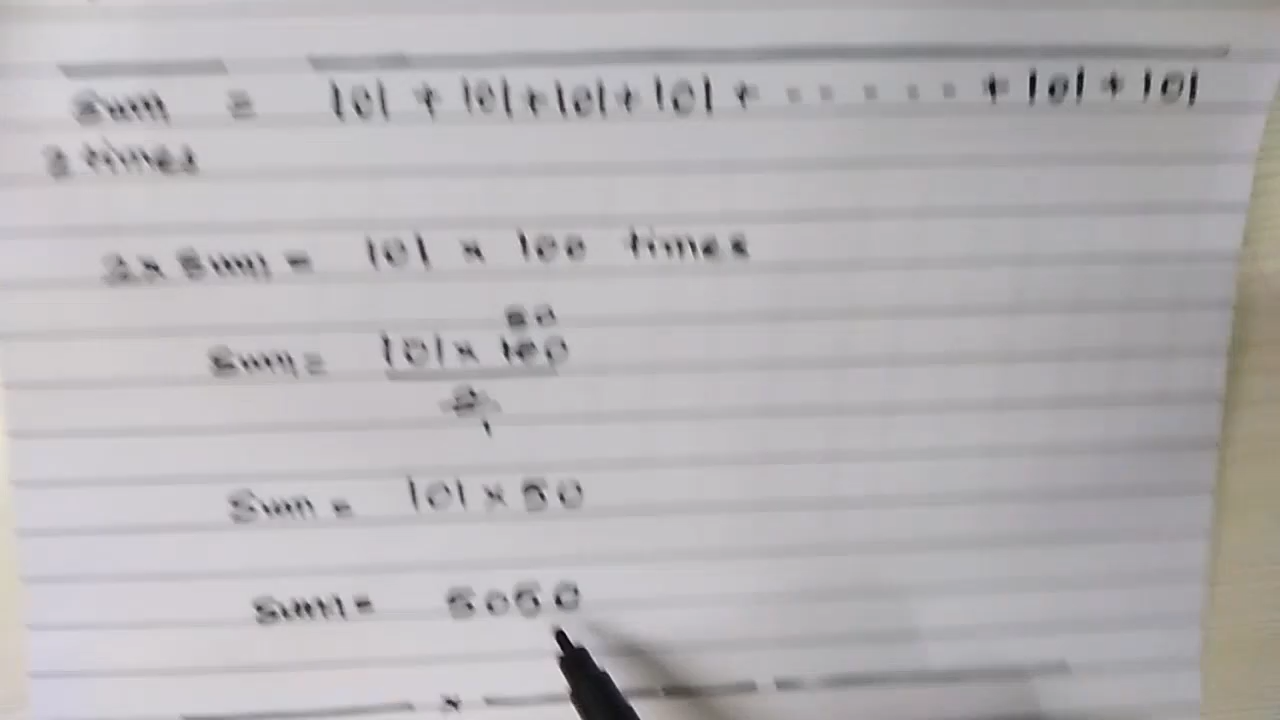 Sum = 101 + 101+101+101 + ...... + 101 + 101
2 times
2x Sum = 101 x 100 times
50
Sum = 101 x 100
2
1
Sum = 101 x 50
Sum = 5050
x